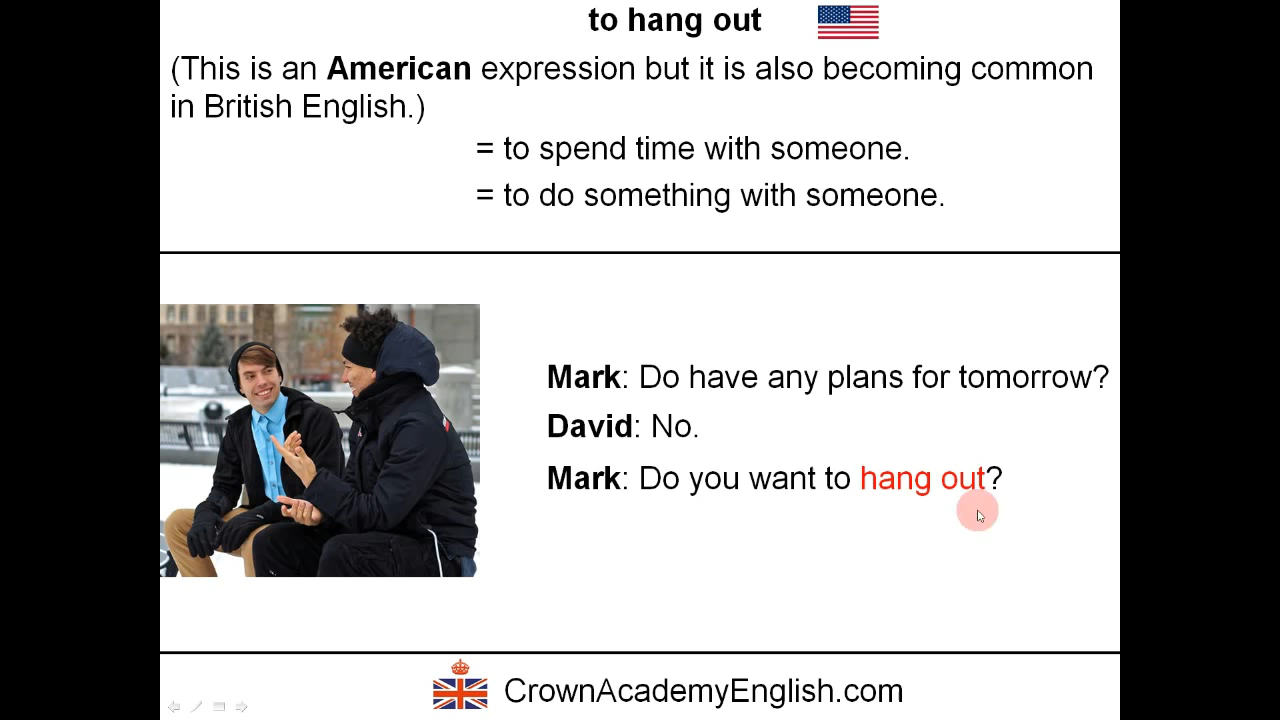 to hang out
(This is an American expression but it is also becoming common
in British English.)
= to spend time with someone.
= to do something with someone.
Mark: Do have any plans for tomorrow?
David: No.
Mark: Do you want to hang out?
CrownAcademyEnglish.com